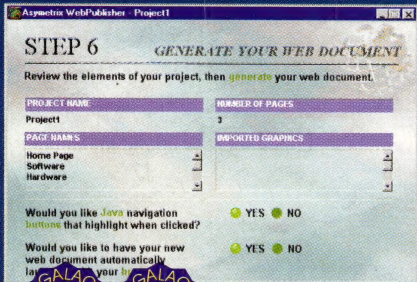 Asymetrix WebPublisher - Project1
STEP 6 GENERATE YOUR WEB DOCUMENT
Review the elements of your project, then generate your web document.
PROJECT NAME NUMBER OF PAGES
Project1 3
PAGE NAMES IMPORTED GRAPHICS
Home Page
Software
Hardware
Would you like Java navigation YES NO
buttons that highlight when clicked?
Would you like to have your new YES NO
web document automatically
your
GALAO GALAO